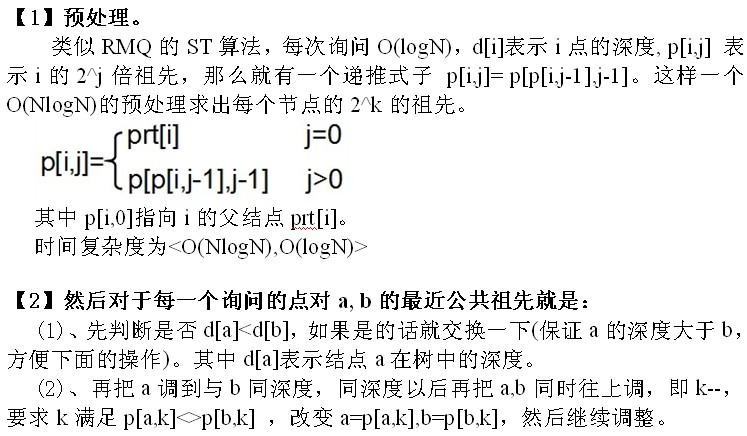 【1】预处理。
类似 RMQ 的 ST 算法，每次询问 O(logN)，d[i]表示 i 点的深度, p[i,j] 表
示 i 的 2^j 倍祖先，那么就有一个递推式子 p[i,j]= p[p[i,j-1],j-1]。这样一个
O(NlogN)的预处理求出每个节点的 2^k 的祖先。
prt[i] j=0
p[i,j]={
p[p[i,j-1],j-1] j>0
其中 p[i,0]指向 i 的父结点 prt[i]。
时间复杂度为<O(NlogN),O(logN)>
【2】然后对于每一个询问的点对 a, b 的最近公共祖先就是：
⑴、先判断是否 d[a]<d[b]，如果是的话就交换一下(保证 a 的深度大于 b，
方便下面的操作)。其中 d[a]表示结点 a 在树中的深度。
⑵、再把 a 调到与 b 同深度，同深度以后再把 a,b 同时往上调，即 k--，
要求 k 满足 p[a,k]<>p[b,k] ，改变 a=p[a,k],b=p[b,k]，然后继续调整。